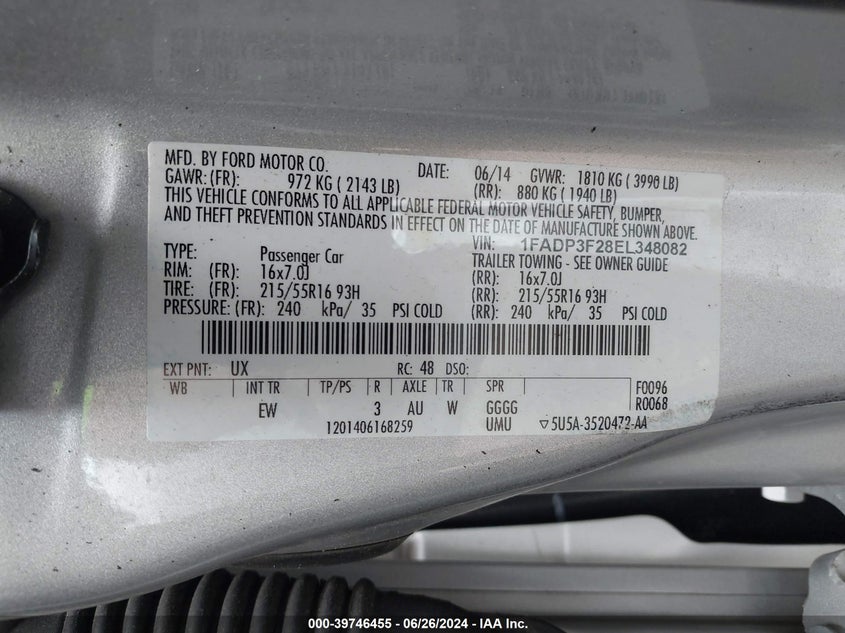 MFD. BY FORD MOTOR CO. DATE: 06/14 GVWR: 1810 KG ( 3990 LB)
GAWR:(FR): 972 KG ( 2143 LB) (RR): 880 KG ( 1940 LB)
THIS VEHICLE CONFORMS TO ALL APPLICABLE FEDERAL MOTOR VEHICLE SAFETY, BUMPER,
AND THEFT PREVENTION STANDARDS IN EFFECT ON THE DATE OF MANUFACTURE SHOWN ABOVE.
VIN: 1FADP3F28EL348082
TYPE: Passenger Car TRAILER TOWING - SEE OWNER GUIDE
RIM: (FR): 16x7.0J (RR): 16x7.0J
TIRE: (FR): 215/55R16 93H (RR): 215/55R16 93H
PRESSURE:(FR): 240 kPa/ 35 PSI COLD (RR): 240 kPa/ 35 PSI COLD
EXT PNT: UX RC: 48 DSO:
WB INT TR TP/PS R AXLE TR SPR F0096
EW 3 AU W GGGG R0068
1201406168259 UMU ▽5U5A-3520472-AA
000-39746455 - 06/26/2024 - IAA Inc.